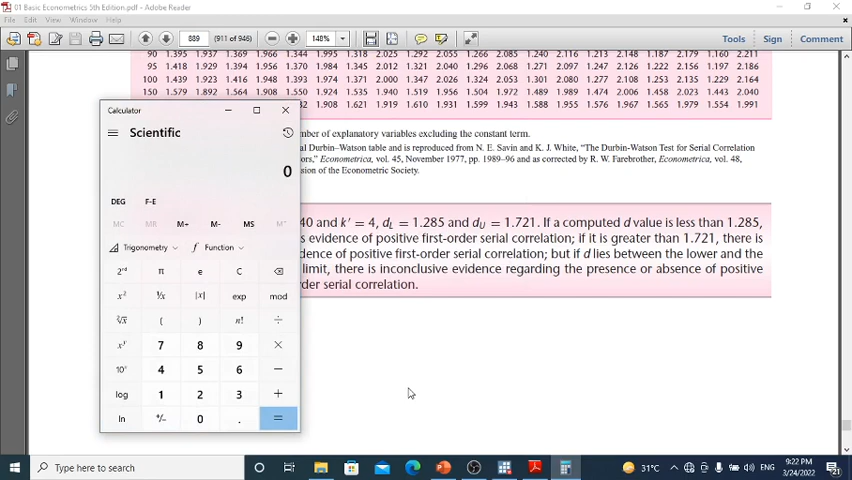 01 Basic Econometrics 5th Edition.pdf - Adobe Reader
File Edit View Window Help
889 (911 of 946) 148% Tools Sign Comment
90 1.395 1.937 1.369 1.966 1.344 1.995 1.318 2.025 1.292 2.055 1.266 2.085 1.240 2.116 1.213 2.148 1.187 2.179 1.160 2.211
95 1.418 1.929 1.394 1.956 1.370 1.984 1.345 2.012 1.321 2.040 1.296 2.068 1.271 2.097 1.247 2.126 1.222 2.156 1.197 2.186
100 1.439 1.923 1.416 1.948 1.393 1.974 1.371 2.000 1.347 2.026 1.324 2.053 1.301 2.080 1.277 2.108 1.253 2.135 1.229 2.164
150 1.579 1.892 1.564 1.908 1.550 1.924 1.535 1.940 1.519 1.956 1.504 1.972 1.489 1.989 1.474 2.006 1.458 2.023 1.443 2.040
1.908 1.621 1.919 1.610 1.931 1.599 1.943 1.588 1.955 1.576 1.967 1.565 1.979 1.554 1.991
mber of explanatory variables excluding the constant term.
al Durbin–Watson table and is reproduced from N. E. Savin and K. J. White, “The Durbin-Watson Test for Serial Correlation
ors,” Econometrica, vol. 45, November 1977, pp. 1989–96 and as corrected by R. W. Farebrother, Econometrica, vol. 48,
ission of the Econometric Society.
40 and k′ = 4, dL = 1.285 and dU = 1.721. If a computed d value is less than 1.285,
s evidence of positive first-order serial correlation; if it is greater than 1.721, there is
dence of positive first-order serial correlation; but if d lies between the lower and the
limit, there is inconclusive evidence regarding the presence or absence of positive
rder serial correlation.
Calculator
Scientific
0
DEG F-E
MC MR M+ M- MS M˅
Trigonometry Function
2ⁿᵈ π e C
x² ¹/x |x| exp mod
²√x ( ) n! ÷
xʸ 7 8 9 ×
10ˣ 4 5 6 −
log 1 2 3 +
ln +/− 0 . =
Type here to search
31°C ENG 9:22 PM
3/24/2022 21